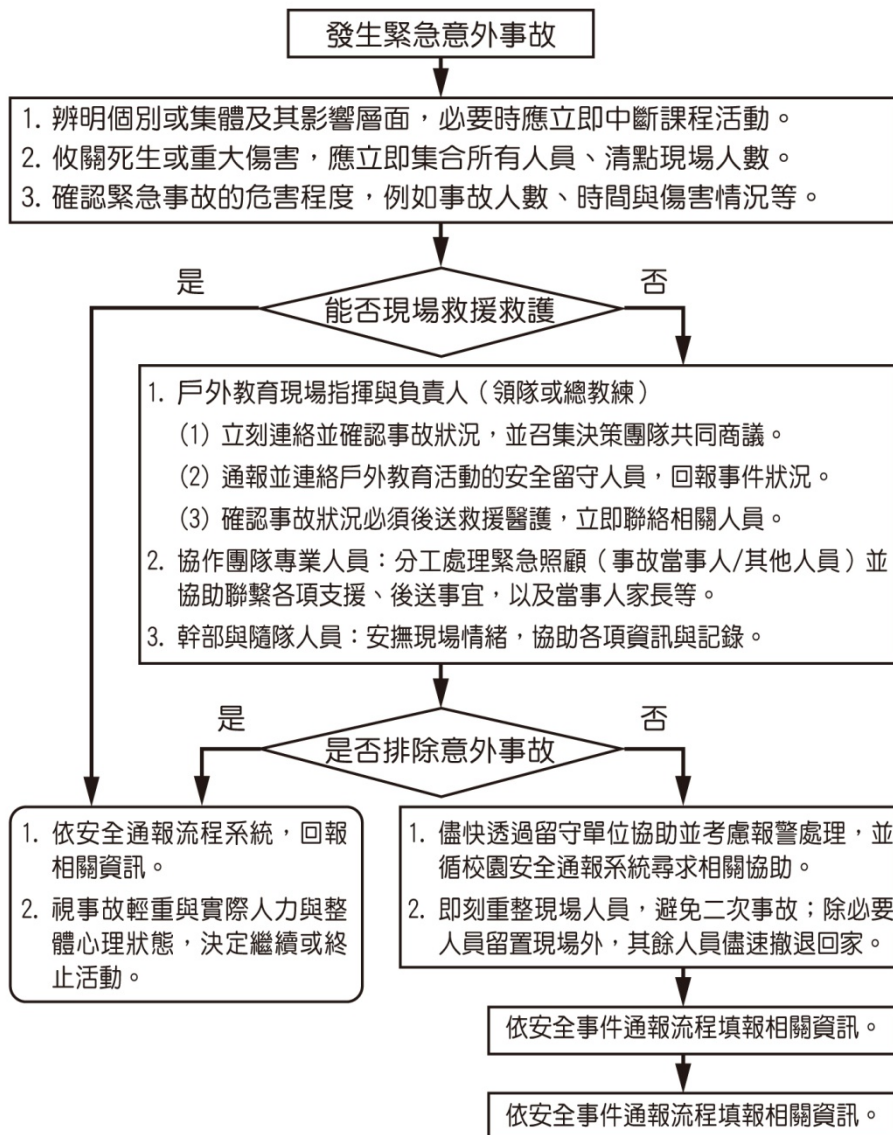 發生緊急意外事故
1. 辨明個別或集體及其影響層面，必要時應立即中斷課程活動。
2. 攸關死生或重大傷害，應立即集合所有人員、清點現場人數。
3. 確認緊急事故的危害程度，例如事故人數、時間與傷害情況等。
是
能否現場救援救護
否
1. 戶外教育現場指揮與負責人（領隊或總教練）
(1) 立刻連絡並確認事故狀況，並召集決策團隊共同商議。
(2) 通報並連絡戶外教育活動的安全留守人員，回報事件狀況。
(3) 確認事故狀況必須後送救援醫護，立即聯絡相關人員。
2. 協作團隊專業人員：分工處理緊急照顧（事故當事人/其他人員）並
協助聯繫各項支援、後送事宜，以及當事人家長等。
3. 幹部與隨隊人員：安撫現場情緒，協助各項資訊與記錄。
是
是否排除意外事故
否
1. 依安全通報流程系統，回報
相關資訊。
2. 視事故輕重與實際人力與整
體心理狀態，決定繼續或終
止活動。
1. 儘快透過留守單位協助並考慮報警處理，並
循校園安全通報系統尋求相關協助。
2. 即刻重整現場人員，避免二次事故；除必要
人員留置現場外，其餘人員儘速撤退回家。
依安全事件通報流程填報相關資訊。
依安全事件通報流程填報相關資訊。